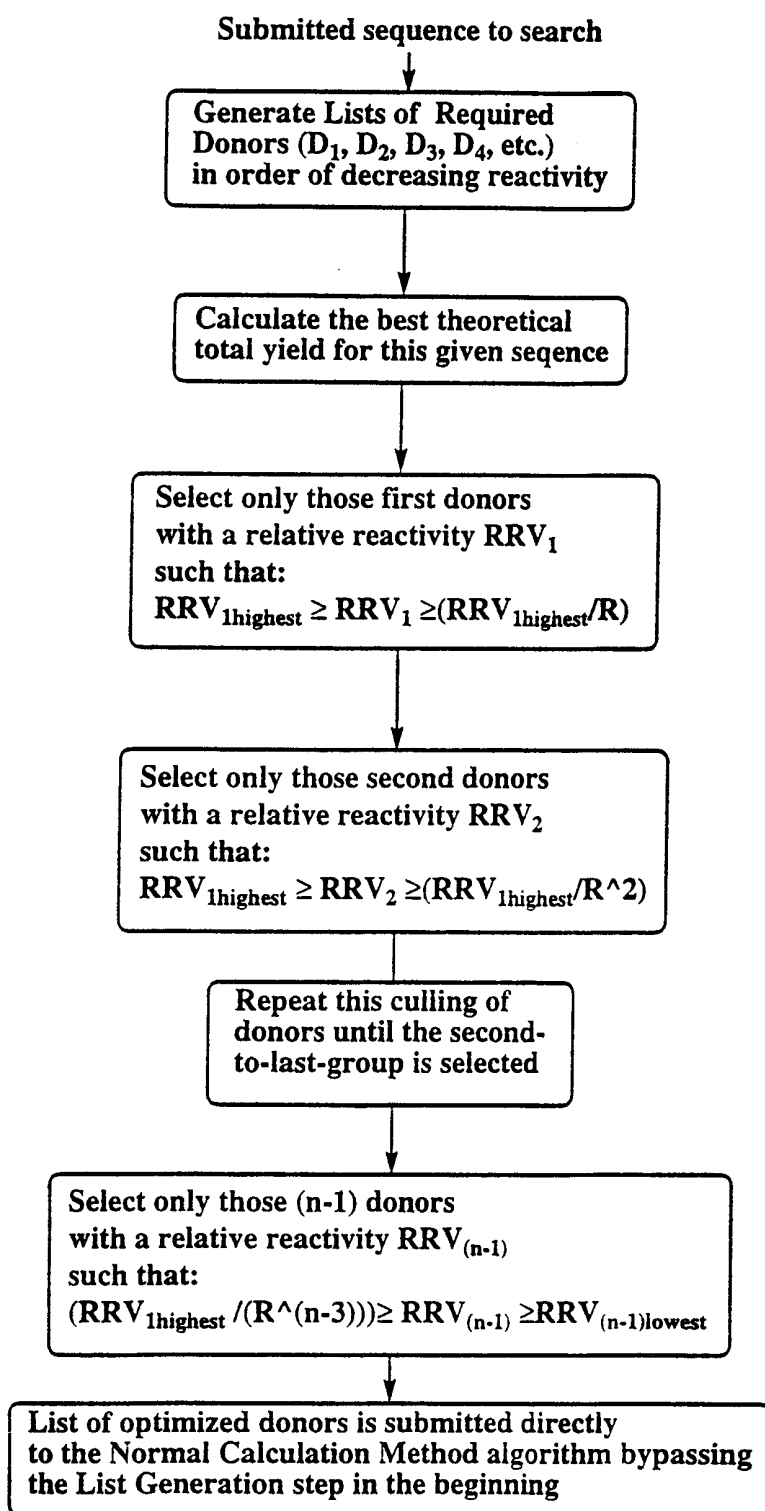 Submitted sequence to search
Generate Lists of Required
Donors (D₁, D₂, D₃, D₄, etc.)
in order of decreasing reactivity
Calculate the best theoretical
total yield for this given seqence
Select only those first donors
with a relative reactivity RRV₁
such that:
RRV₁highest ≥ RRV₁ ≥(RRV₁highest/R)
Select only those second donors
with a relative reactivity RRV₂
such that:
RRV₁highest ≥ RRV₂ ≥(RRV₁highest/R^2)
Repeat this culling of
donors until the second-
to-last-group is selected
Select only those (n-1) donors
with a relative reactivity RRV₍n-1₎
such that:
(RRV₁highest /(R^(n-3)))≥ RRV₍n-1₎ ≥RRV₍n-1₎lowest
List of optimized donors is submitted directly
to the Normal Calculation Method algorithm bypassing
the List Generation step in the beginning